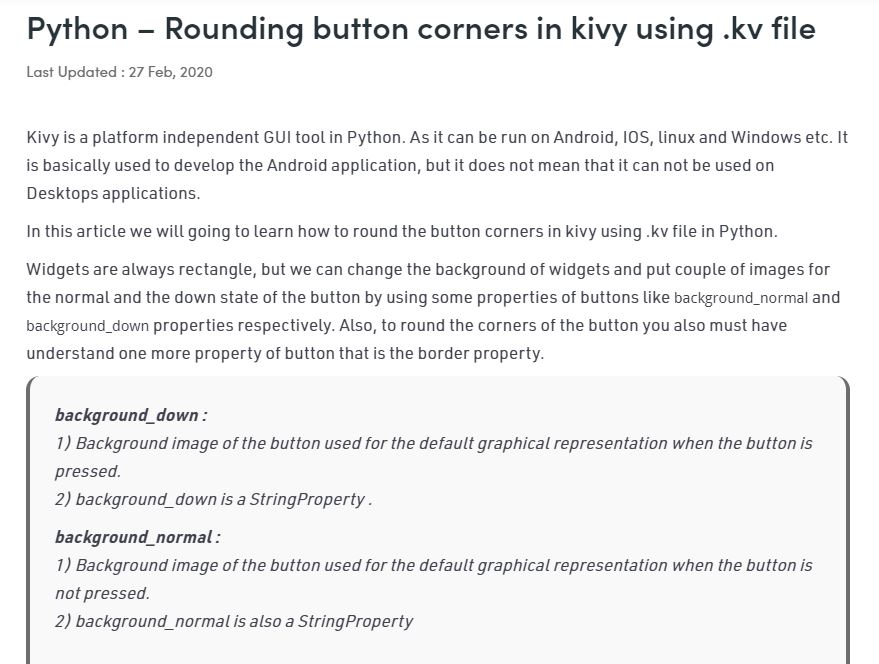 Python – Rounding button corners in kivy using .kv file
Last Updated : 27 Feb, 2020
Kivy is a platform independent GUI tool in Python. As it can be run on Android, IOS, linux and Windows etc. It
is basically used to develop the Android application, but it does not mean that it can not be used on
Desktops applications.
In this article we will going to learn how to round the button corners in kivy using .kv file in Python.
Widgets are always rectangle, but we can change the background of widgets and put couple of images for
the normal and the down state of the button by using some properties of buttons like background_normal and
background_down properties respectively. Also, to round the corners of the button you also must have
understand one more property of button that is the border property.
background_down :
1) Background image of the button used for the default graphical representation when the button is
pressed.
2) background_down is a StringProperty .
background_normal :
1) Background image of the button used for the default graphical representation when the button is
not pressed.
2) background_normal is also a StringProperty